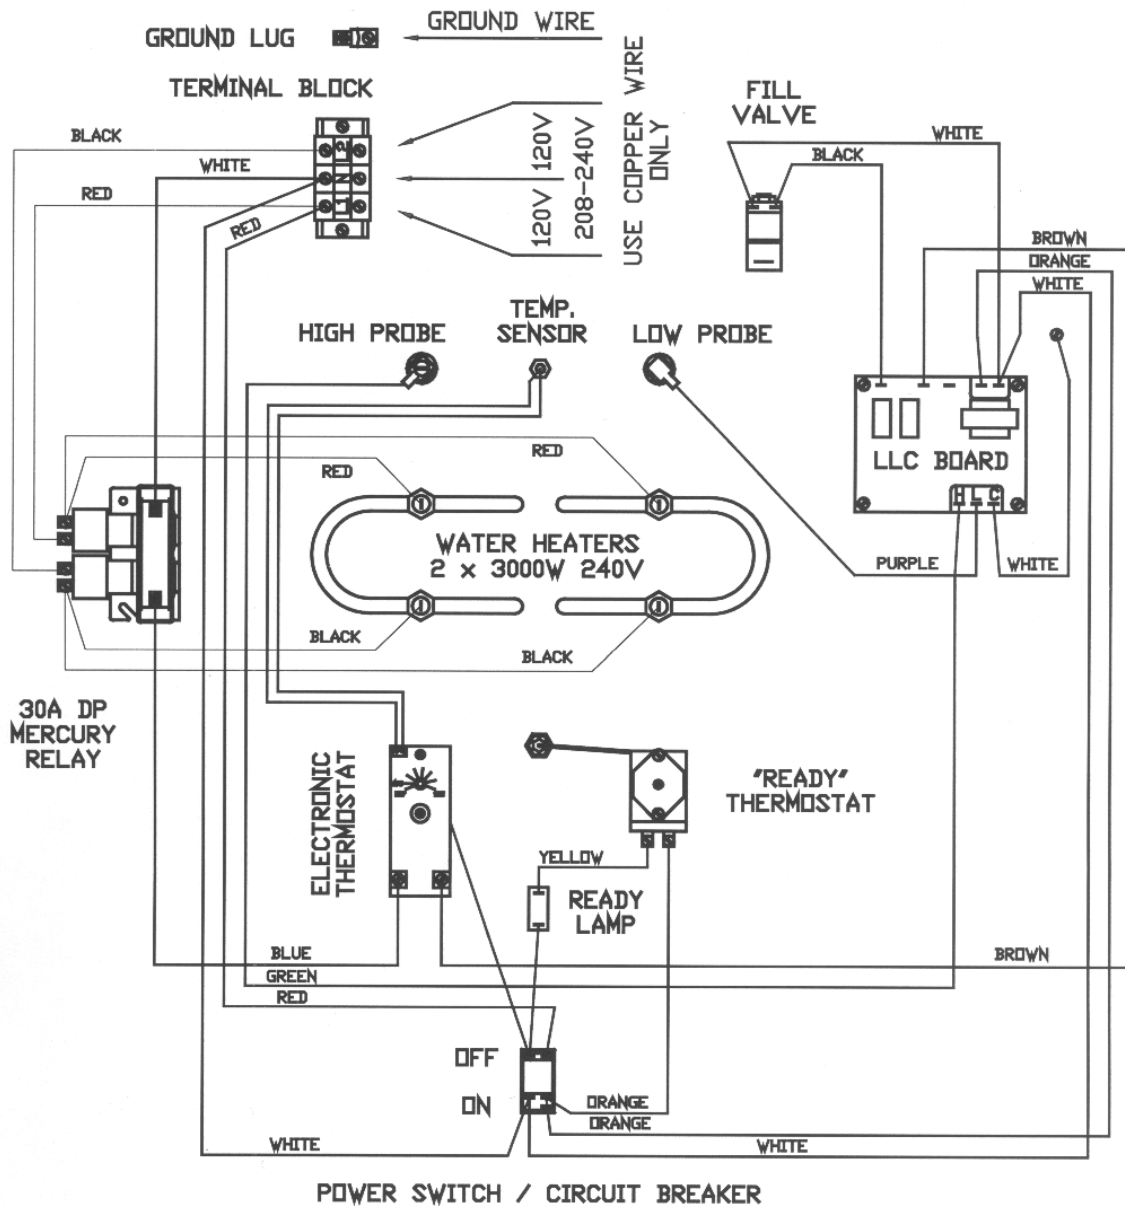 GROUND WIRE
GROUND LUG
TERMINAL BLOCK
USE COPPER WIRE
ONLY
FILL
VALVE
BLACK
WHITE
WHITE
BLACK
120V 120V
208-240V
L2
N
L1
RED
RED
BROWN
ORANGE
WHITE
TEMP.
SENSOR
HIGH PROBE
LOW PROBE
RED
RED
LLC BOARD
H L C
WATER HEATERS
2 x 3000W 240V
PURPLE
WHITE
BLACK
BLACK
30A DP
MERCURY
RELAY
ELECTRONIC
THERMOSTAT
"READY"
THERMOSTAT
YELLOW
READY
LAMP
BLUE
BROWN
GREEN
RED
OFF
ON
ORANGE
ORANGE
WHITE
WHITE
POWER SWITCH / CIRCUIT BREAKER